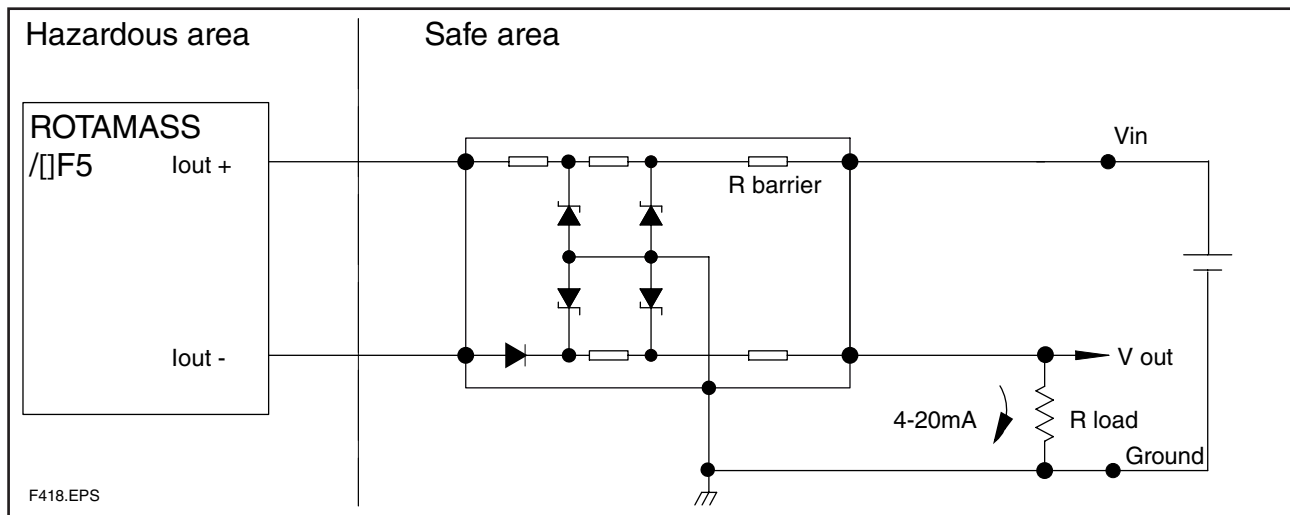 Hazardous area
Safe area
ROTAMASS
/[]F5
Iout +
Iout -
R barrier
Vin
V out
4-20mA
R load
Ground
F418.EPS